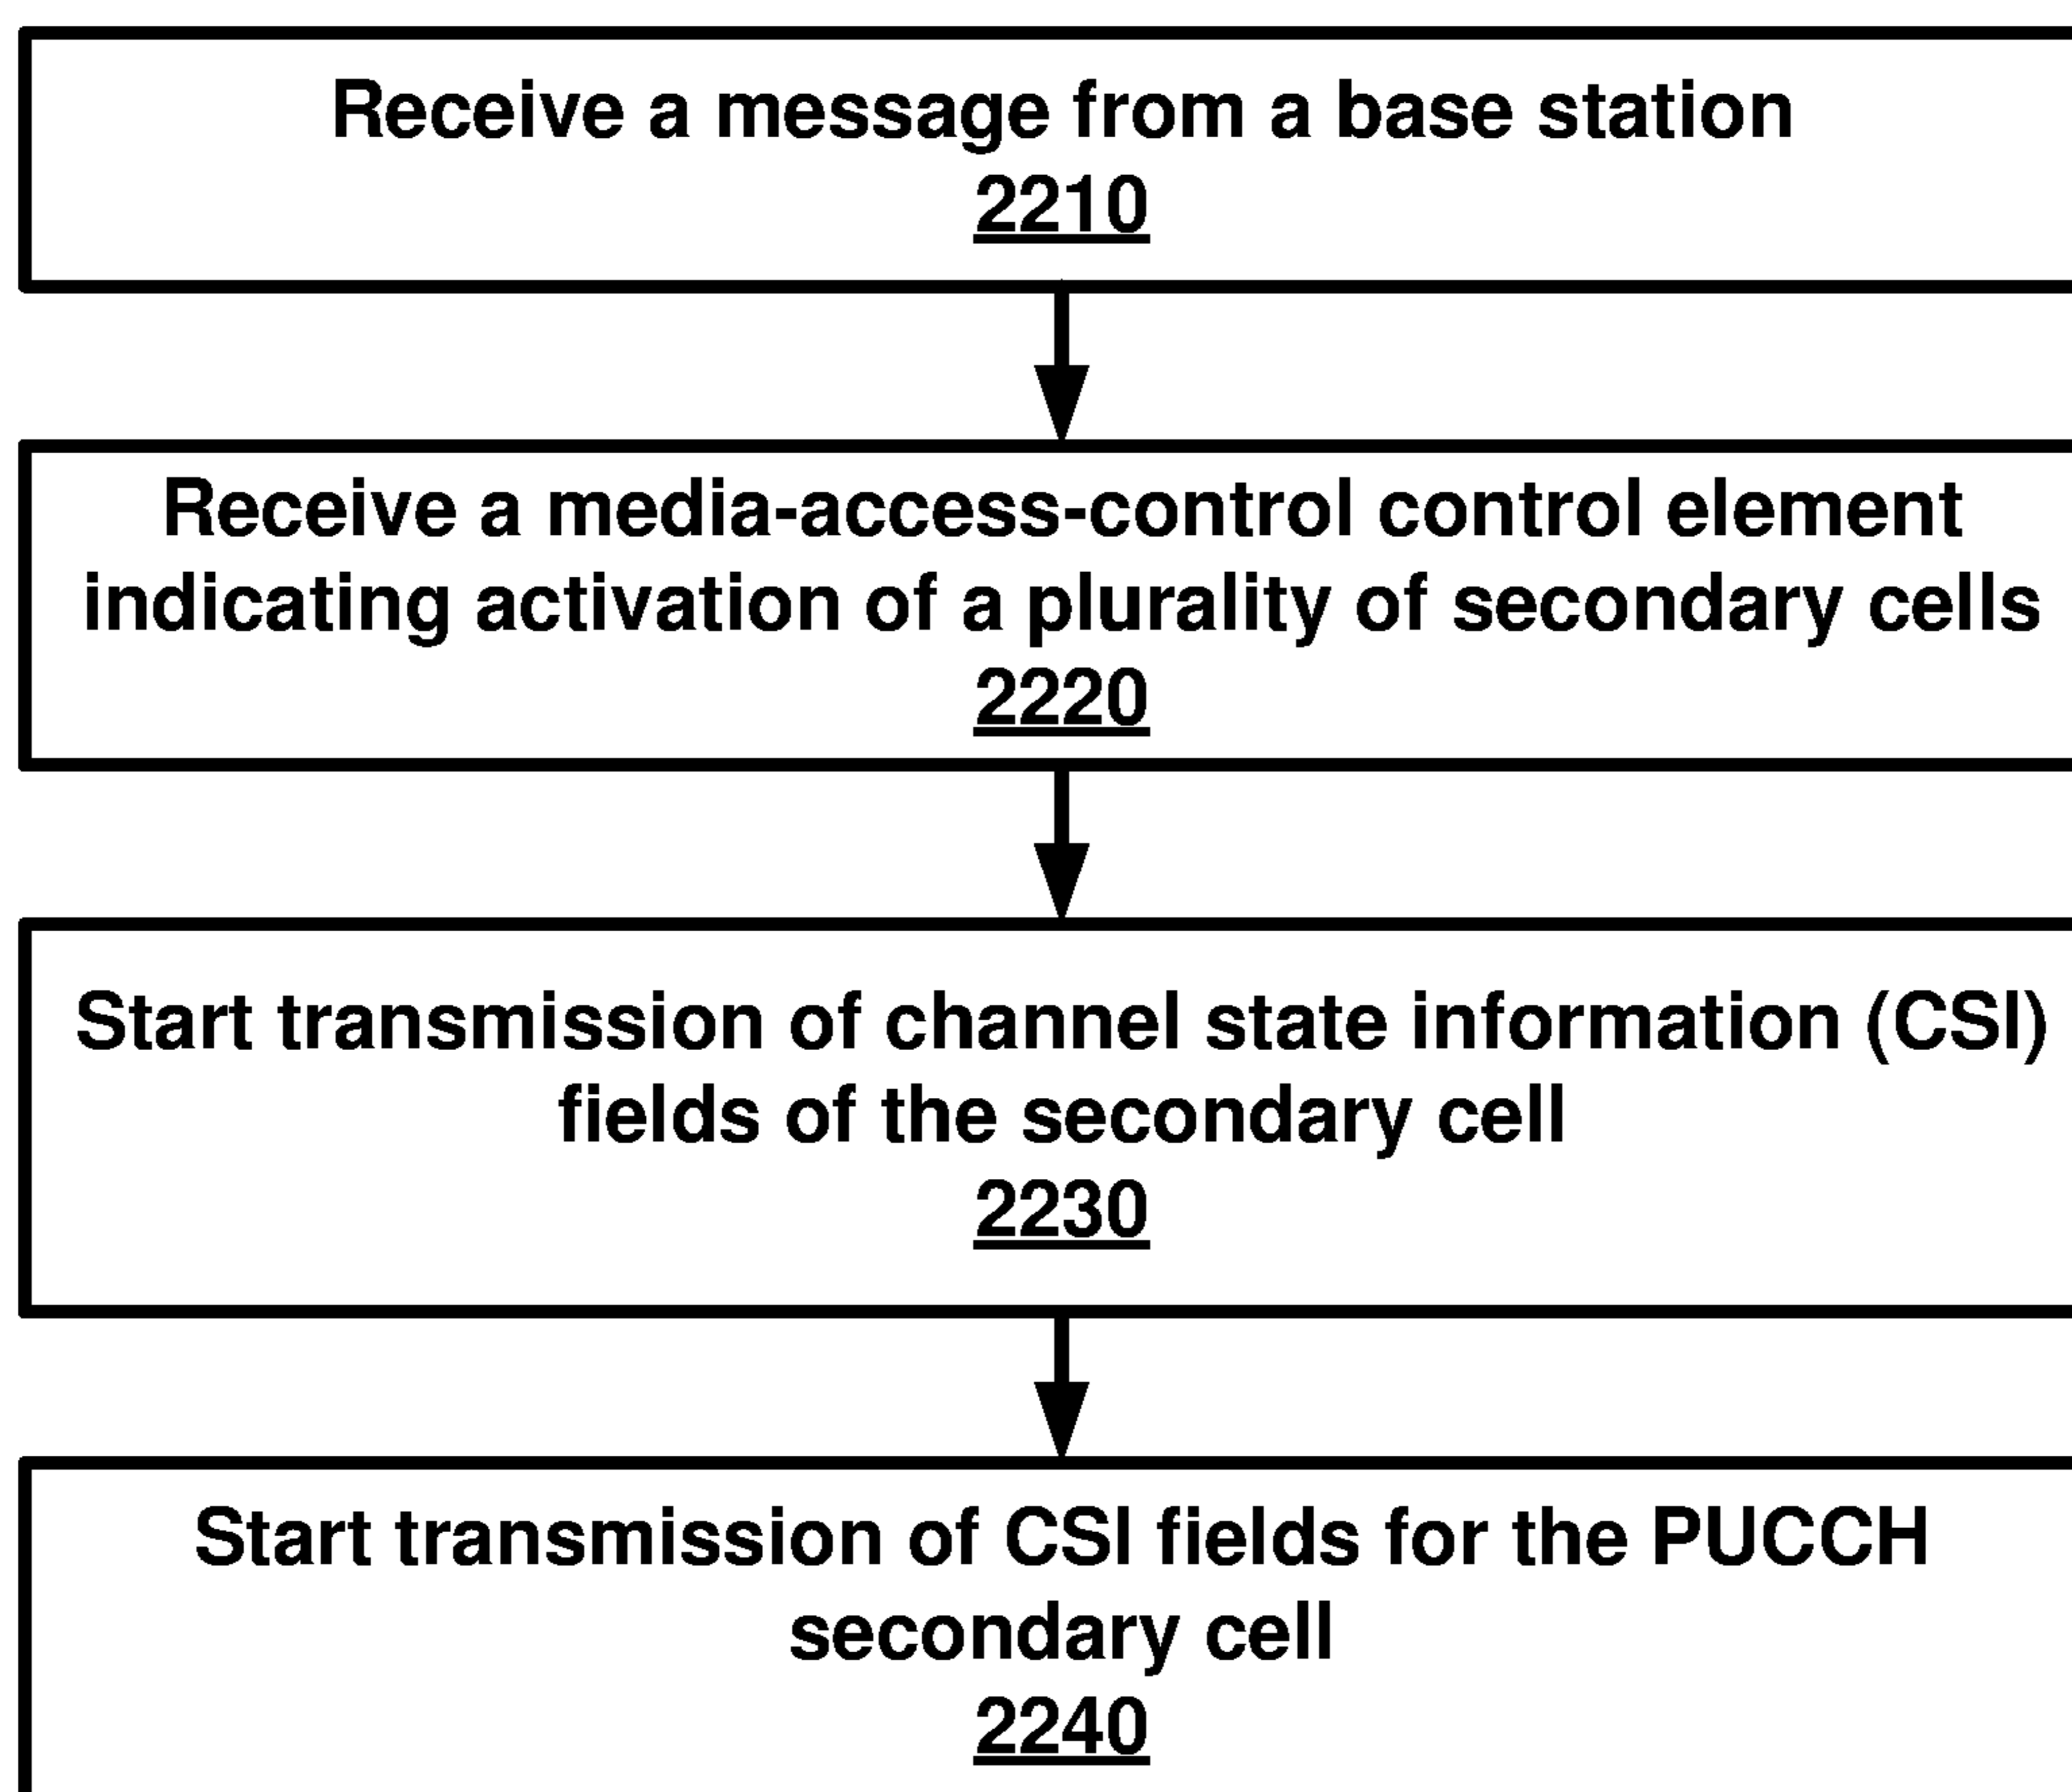 Receive a message from a base station
2210
Receive a media-access-control control element
indicating activation of a plurality of secondary cells
2220
Start transmission of channel state information (CSI)
fields of the secondary cell
2230
Start transmission of CSI fields for the PUCCH
secondary cell
2240